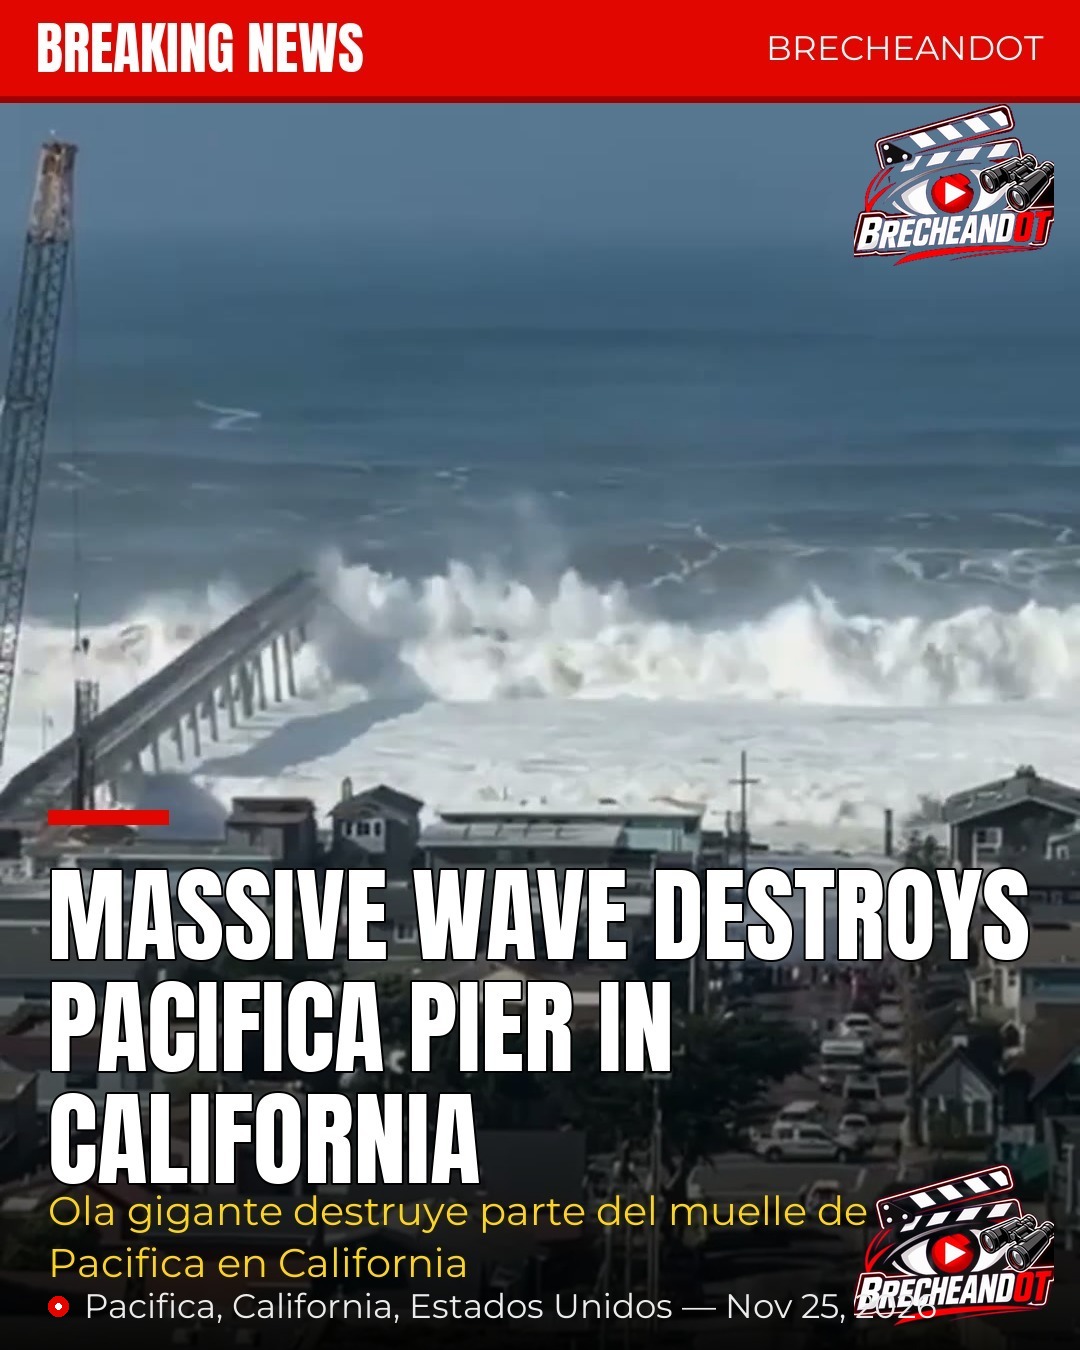 BREAKING NEWS
BRECHEANDOT
BRECHEANDOT
MASSIVE WAVE DESTROYS
PACIFICA PIER IN
CALIFORNIA
Ola gigante destruye parte del muelle de
Pacifica en California
BRECHEANDOT
Pacifica, California, Estados Unidos — Nov 25, 2026